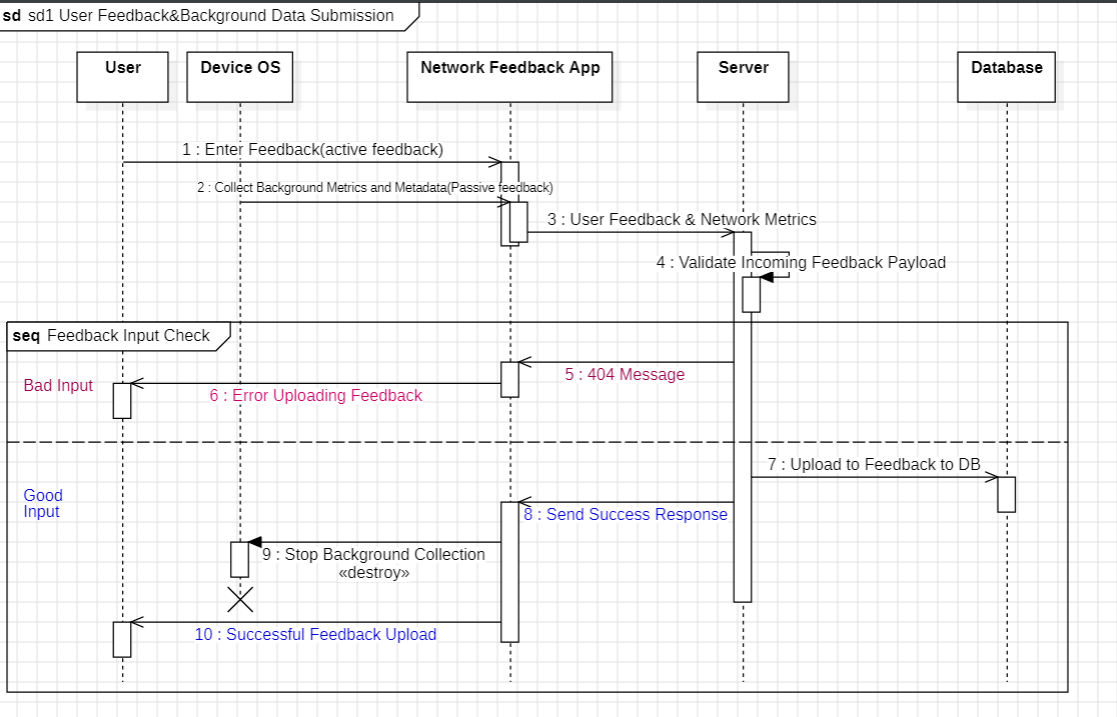 sd sd1 User Feedback&Background Data Submission
User
Device OS
Network Feedback App
Server
Database
1 : Enter Feedback(active feedback)
2 : Collect Background Metrics and Metadata(Passive feedback)
3 : User Feedback & Network Metrics
4 : Validate Incoming Feedback Payload
seq Feedback Input Check
Bad Input
5 : 404 Message
6 : Error Uploading Feedback
7 : Upload to Feedback to DB
Good
Input
8 : Send Success Response
9 : Stop Background Collection
«destroy»
10 : Successful Feedback Upload